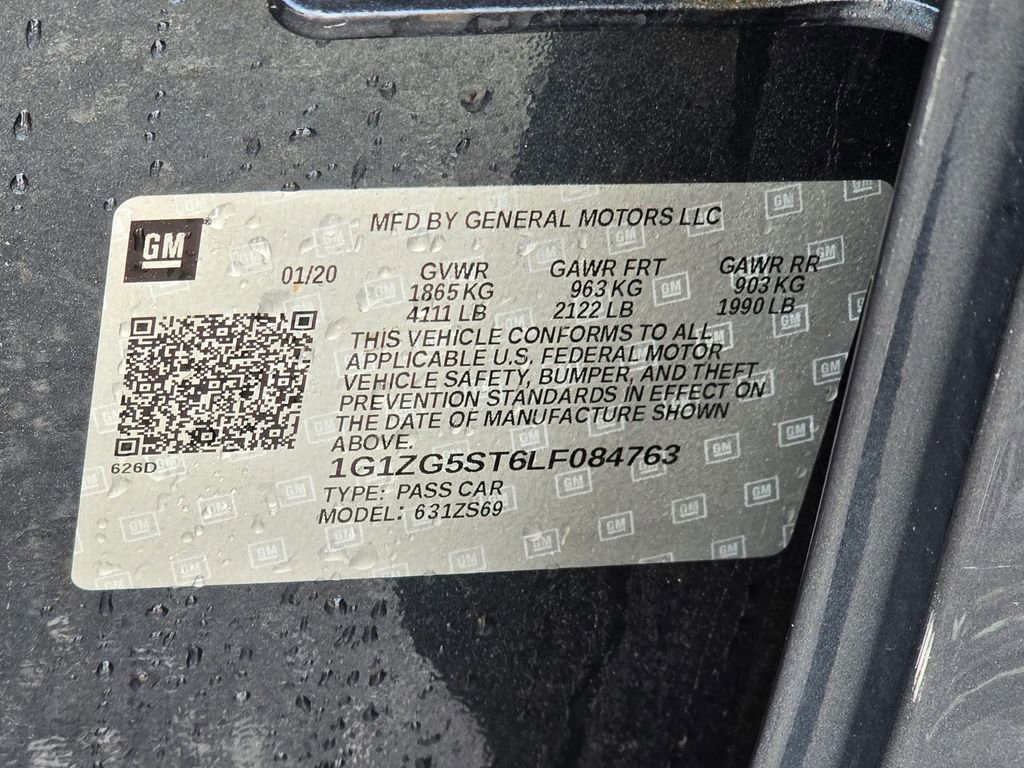 GM
MFD BY GENERAL MOTORS LLC
01/20 GVWR GAWR FRT GAWR RR
1865 KG 963 KG 903 KG
4111 LB 2122 LB 1990 LB
THIS VEHICLE CONFORMS TO ALL
APPLICABLE U.S. FEDERAL MOTOR
VEHICLE SAFETY, BUMPER, AND THEFT
PREVENTION STANDARDS IN EFFECT ON
THE DATE OF MANUFACTURE SHOWN
ABOVE.
626D
1G1ZG5ST6LF084763
TYPE: PASS CAR
MODEL: 631ZS69